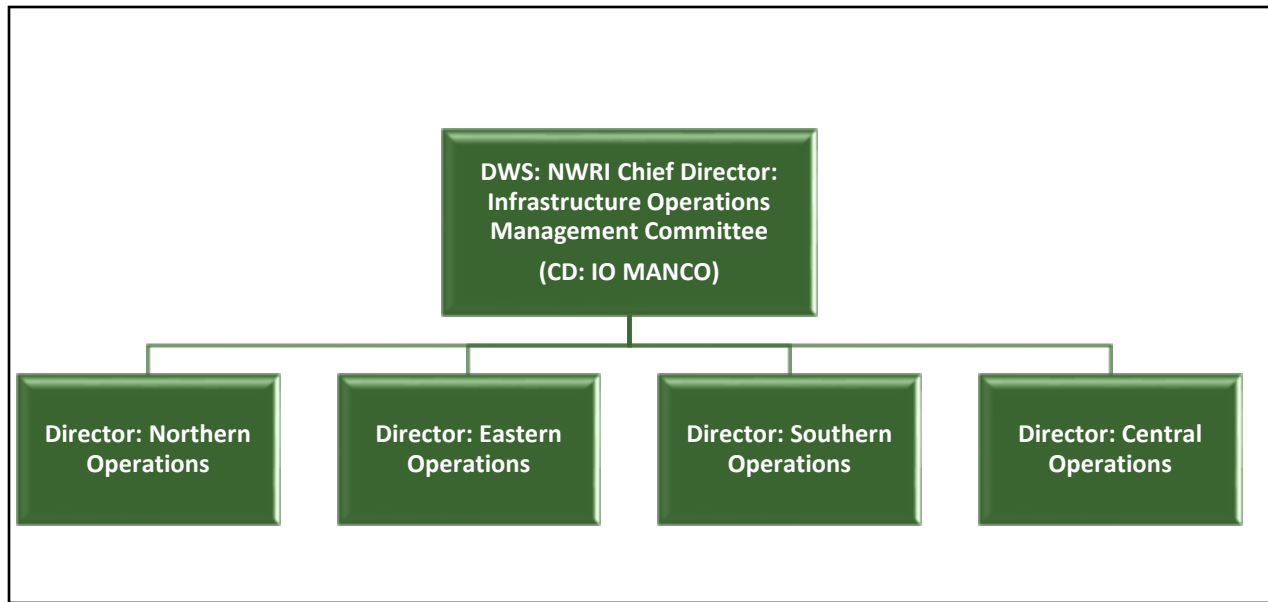 DWS: NWRI Chief Director:
Infrastructure Operations
Management Committee
(CD: IO MANCO)
Director: Northern
Operations
Director: Eastern
Operations
Director: Southern
Operations
Director: Central
Operations